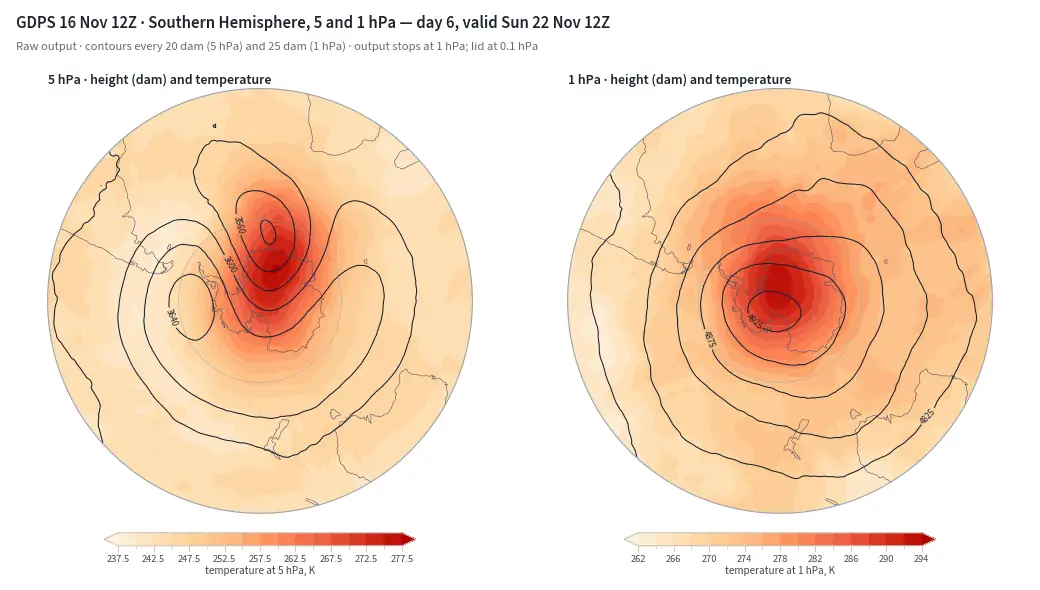 GDPS 16 Nov 12Z · Southern Hemisphere, 5 and 1 hPa — day 6, valid Sun 22 Nov 12Z
Raw output · contours every 20 dam (5 hPa) and 25 dam (1 hPa) · output stops at 1 hPa; lid at 0.1 hPa
5 hPa · height (dam) and temperature
1 hPa · height (dam) and temperature
3560
3600
3640
4925
4875
4825
237.5 242.5 247.5 252.5 257.5 262.5 267.5 272.5 277.5
temperature at 5 hPa, K
262 266 270 274 278 282 286 290 294
temperature at 1 hPa, K